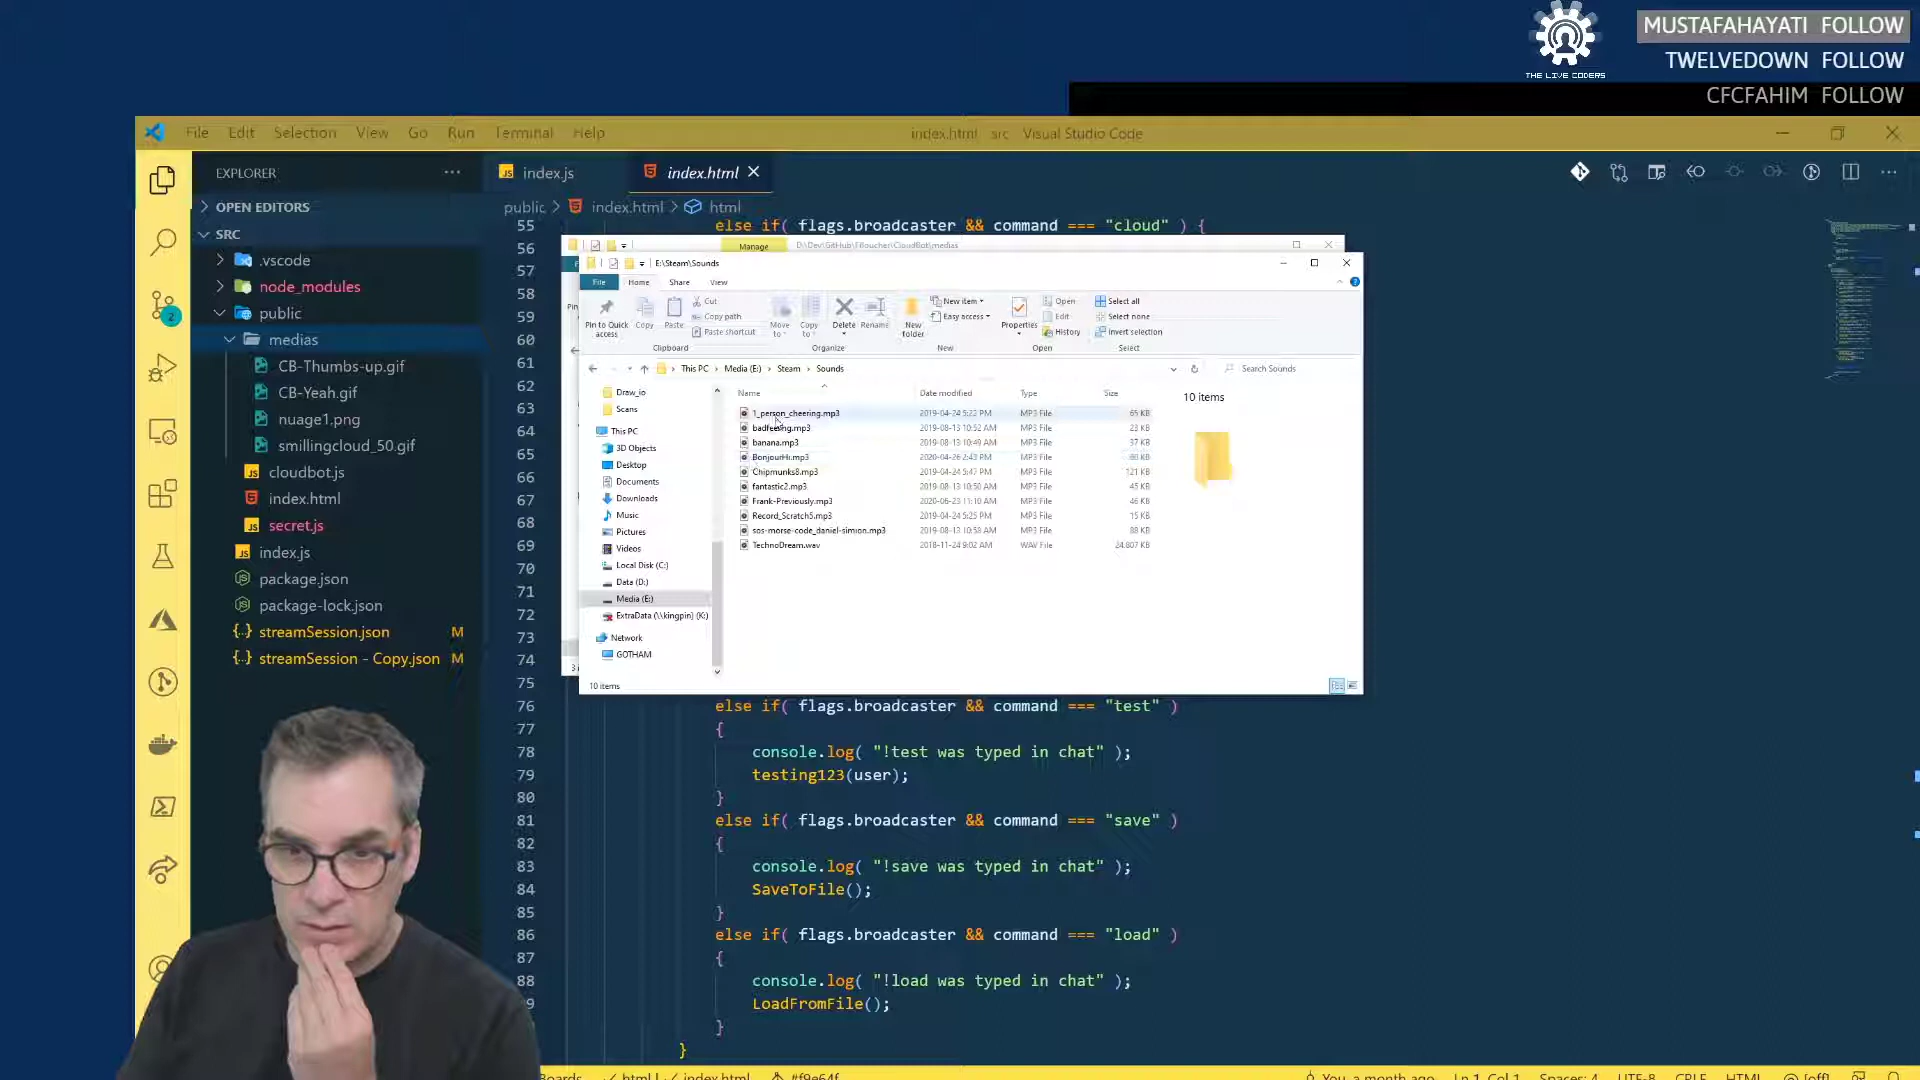 MUSTAFAHAYATI FOLLOW
TWELVEDOWN FOLLOW
CFCFAHIM FOLLOW
THE LIVE CODERS
File Edit Selection View Go Run Terminal Help
index.html src Visual Studio Code
EXPLORER
index.js
index.html
OPEN EDITORS
public > index.html > html
SRC
.vscode
node_modules
public
medias
CB-Thumbs-up.gif
CB-Yeah.gif
nuage1.png
smillingcloud_50.gif
cloudbot.js
index.html
secret.js
index.js
package.json
package-lock.json
streamSession.json M
streamSession - Copy.json M
2
55 else if( flags.broadcaster && command === "cloud" ) {
56
57
58
59
60
61
62
63
64
65
66
67
68
69
70
71
72
73
74
75
76 else if( flags.broadcaster && command === "test" )
77 {
78 console.log( "!test was typed in chat" );
79 testing123(user);
80 }
81 else if( flags.broadcaster && command === "save" )
82 {
83 console.log( "!save was typed in chat" );
84 SaveToFile();
85 }
86 else if( flags.broadcaster && command === "load" )
87 {
88 console.log( "!load was typed in chat" );
9 LoadFromFile();
}
}
Manage
E:\Steam\Sounds
File Home Share View
Pin to Quick access
Copy
Paste
Cut
Copy path
Paste shortcut
Move to
Copy to
Delete
Rename
New folder
New item
Easy access
Properties
Open
Edit
History
Select all
Select none
Invert selection
Clipboard Organize New Open Select
This PC > Media (E:) > Steam > Sounds
Search Sounds
Draw_io
Scans
This PC
3D Objects
Desktop
Documents
Downloads
Music
Pictures
Videos
Local Disk (C:)
Data (D:)
Media (E:)
ExtraData (\\kingpin) (K:)
Network
GOTHAM
Name Date modified Type Size
1_person_cheering.mp3 2019-04-24 5:22 PM MP3 File 65 KB
badfeeling.mp3 2019-08-13 10:52 AM MP3 File 23 KB
banana.mp3 2019-08-13 10:49 AM MP3 File 37 KB
BonjourHi.mp3 2020-04-26 2:43 PM MP3 File 80 KB
Chipmunks8.mp3 2019-04-24 5:47 PM MP3 File 121 KB
fantastic2.mp3 2019-08-13 10:50 AM MP3 File 45 KB
Frank-Previously.mp3 2020-06-23 11:10 AM MP3 File 46 KB
Record_Scratch5.mp3 2019-04-24 5:25 PM MP3 File 15 KB
sos-morse-code_daniel-simion.mp3 2019-08-13 10:58 AM MP3 File 88 KB
TechnoDream.wav 2018-11-24 9:02 AM WAV File 24,807 KB
10 items
10 items
Boards
html | index.html
#f9e64f
You, a month ago
Ln 1, Col 1
Spaces: 4
UTF-8
CRLF
HTML
[off]